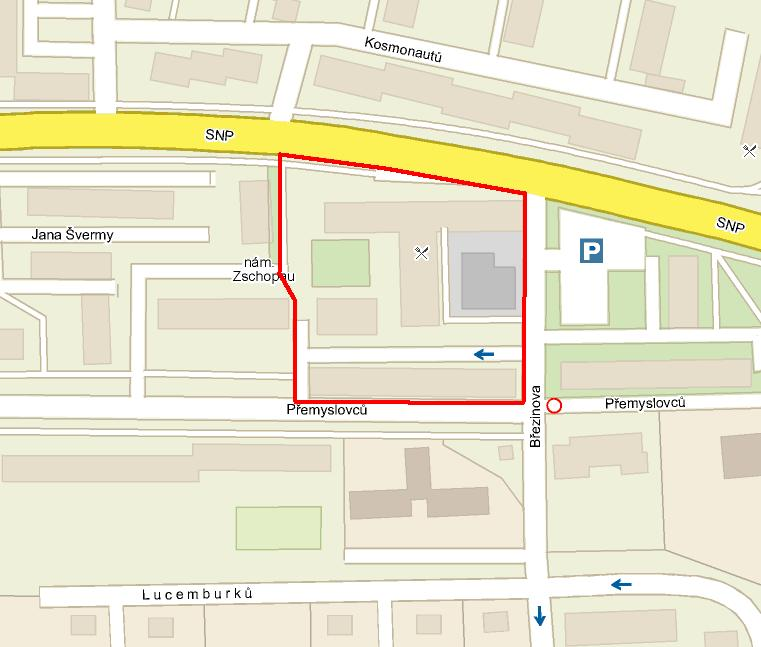 Kosmonautů
SNP
SNP
Jana Švermy
nám.
Zschopau
P
Přemyslovců
Přemyslovců
Březinova
Lucemburků